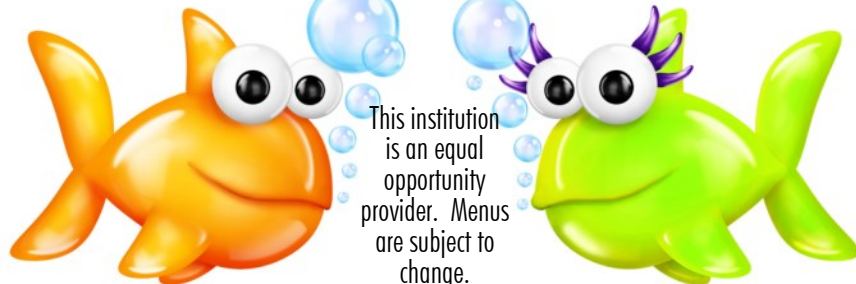 This institution
is an equal
opportunity
provider.  Menus
are subject to
change.